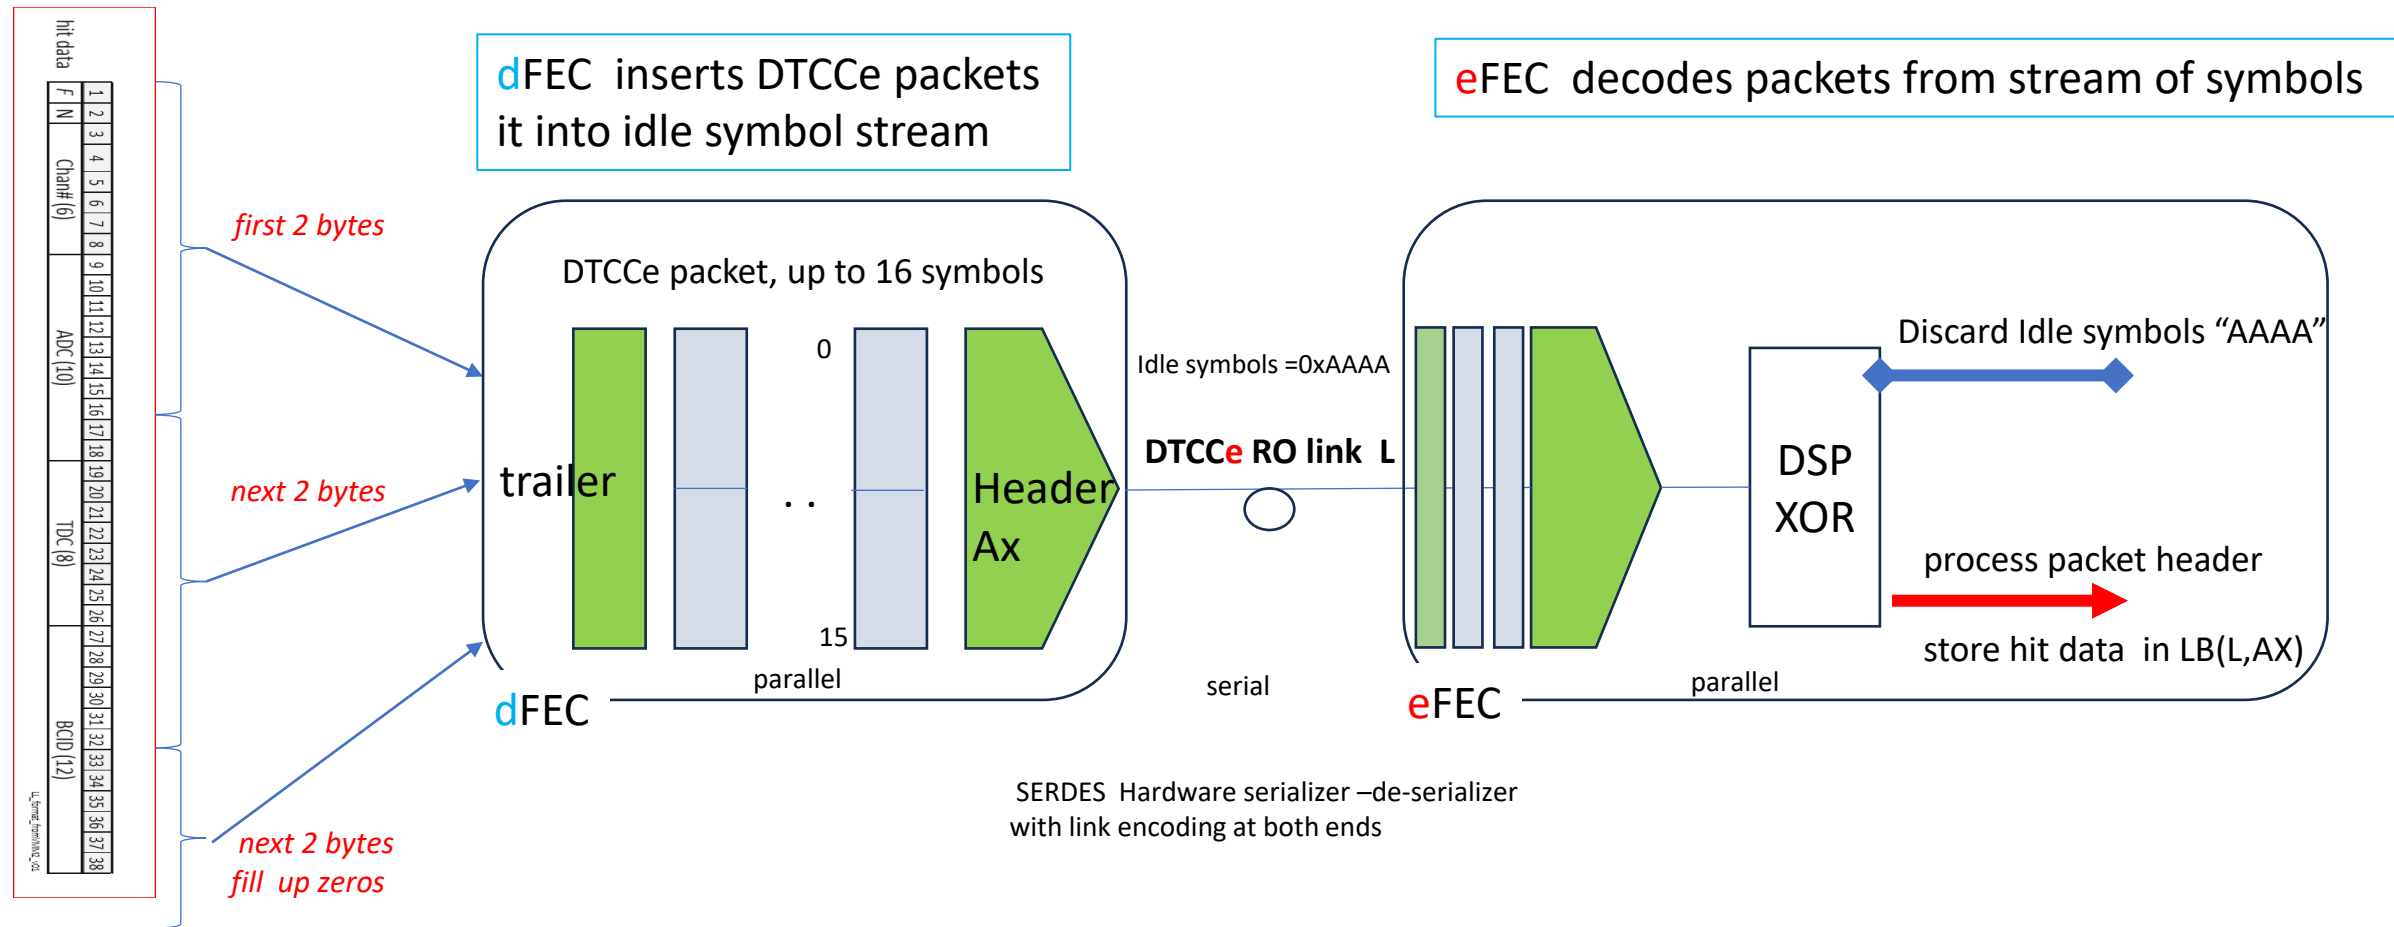 hit data
1 2 3 4 5 6 7 8 9 10 11 12 13 14 15 16 17 18 19 20 21 22 23 24 25 26 27 28 29 30 31 32 33 34 35 36 37 38
F N Chan# (6) ADC (10) TDC (8) BCID (12)
first 2 bytes
next 2 bytes
next 2 bytes
fill up zeros
dFEC inserts DTCCe packets
it into idle symbol stream
DTCCe packet, up to 16 symbols
0
trailer
. .
Header
Ax
15
parallel
dFEC
Idle symbols =0xAAAA
DTCCe RO link L
serial
SERDES Hardware serializer –de-serializer
with link encoding at both ends
eFEC decodes packets from stream of symbols
DSP
XOR
Discard Idle symbols “AAAA”
process packet header
store hit data in LB(L,AX)
parallel
eFEC